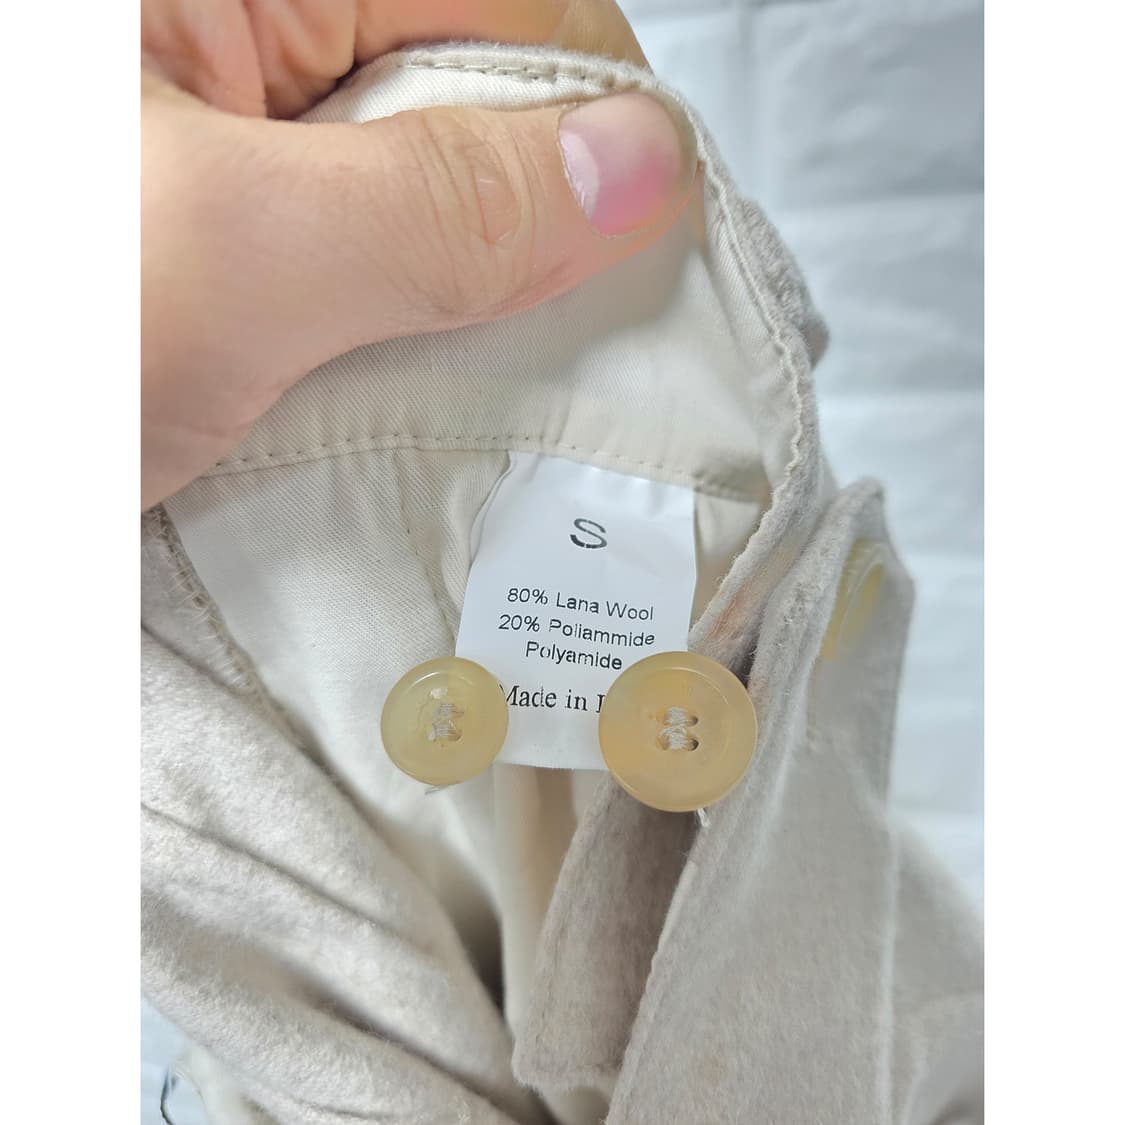 S
80% Lana Wool
20% Poliammide
Polyamide
Made in